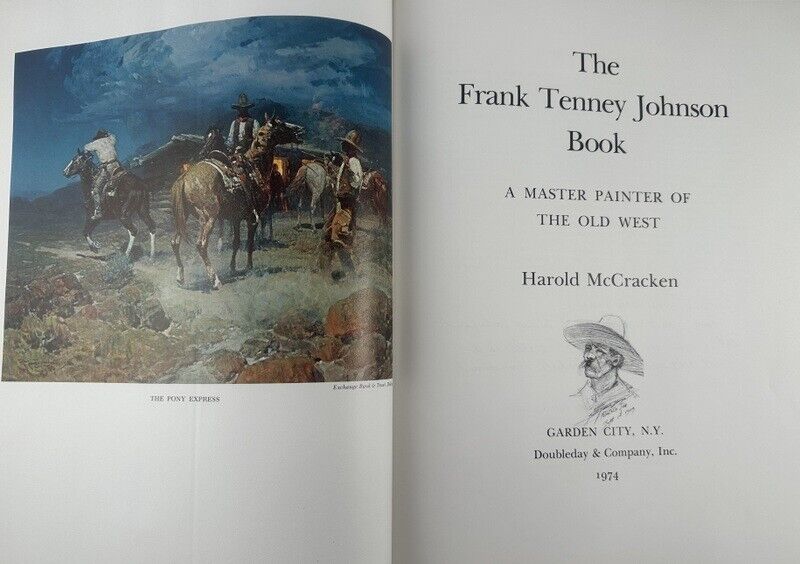 Exchange
THE PONY EXPRESS
The
Frank Tenney Johnson
Book
A MASTER PAINTER OF
THE OLD WEST
Harold McCracken
GARDEN CITY, N.Y.
Doubleday & Company, Inc.
1974